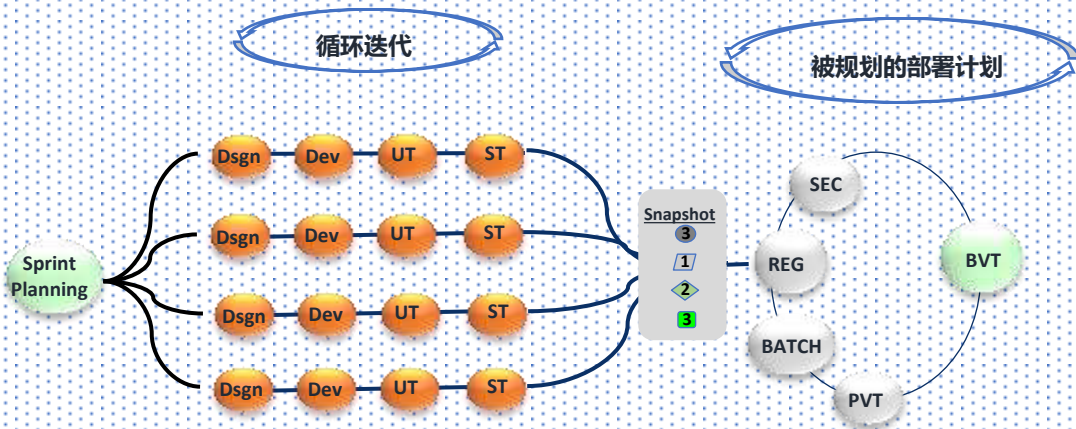 循环迭代
被规划的部署计划
Dsgn Dev UT ST
Dsgn Dev UT ST
Dsgn Dev UT ST
Dsgn Dev UT ST
Sprint
Planning
Snapshot
3
1
2
3
SEC
REG
BATCH
PVT
BVT